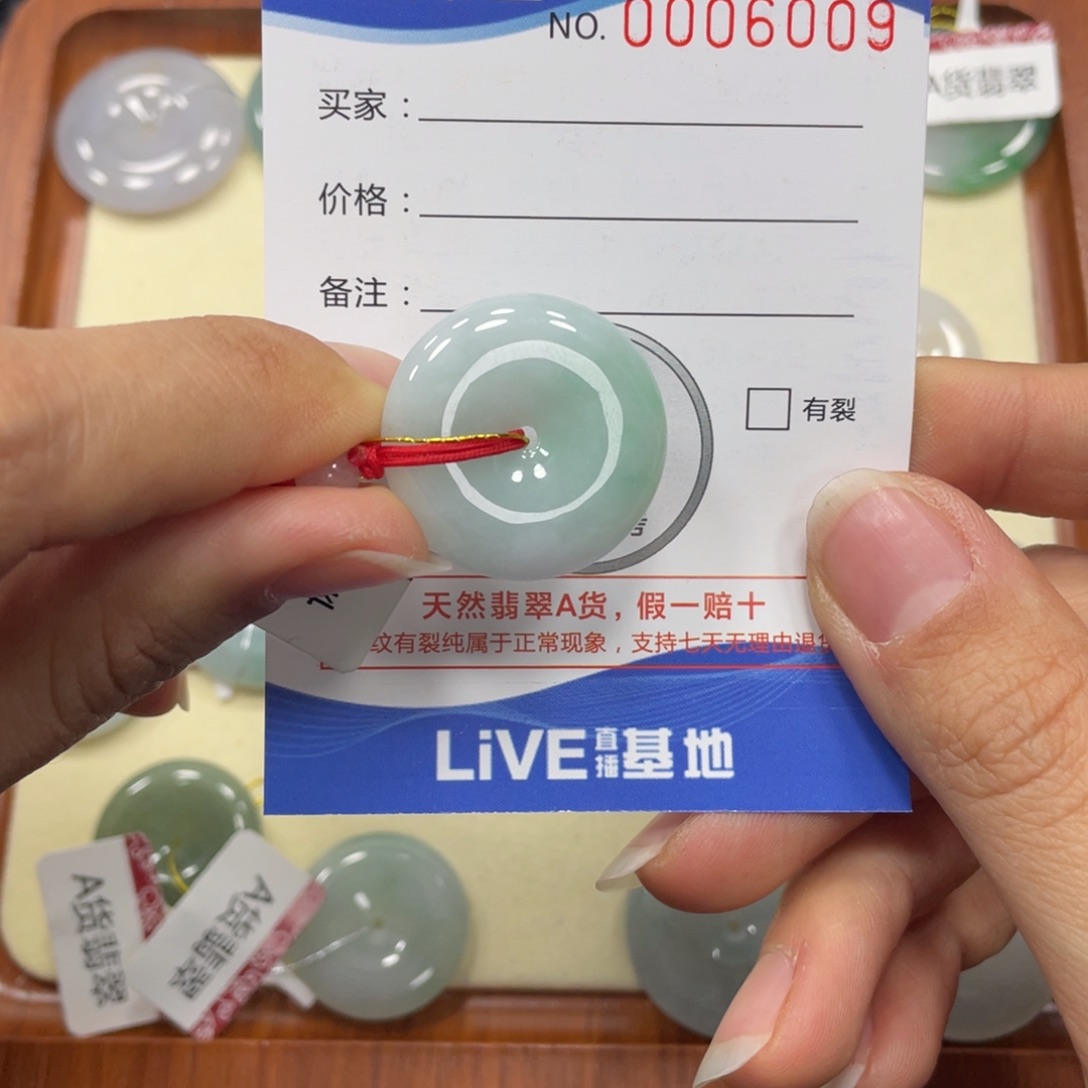 NO. 0006009
A货翡翠
买家：
价格：
备注：
有裂
天然翡翠A货，假一赔十
纹有裂纯属于正常现象，支持七天无理由退货
LiVE直播基地
A货翡翠
A货翡翠